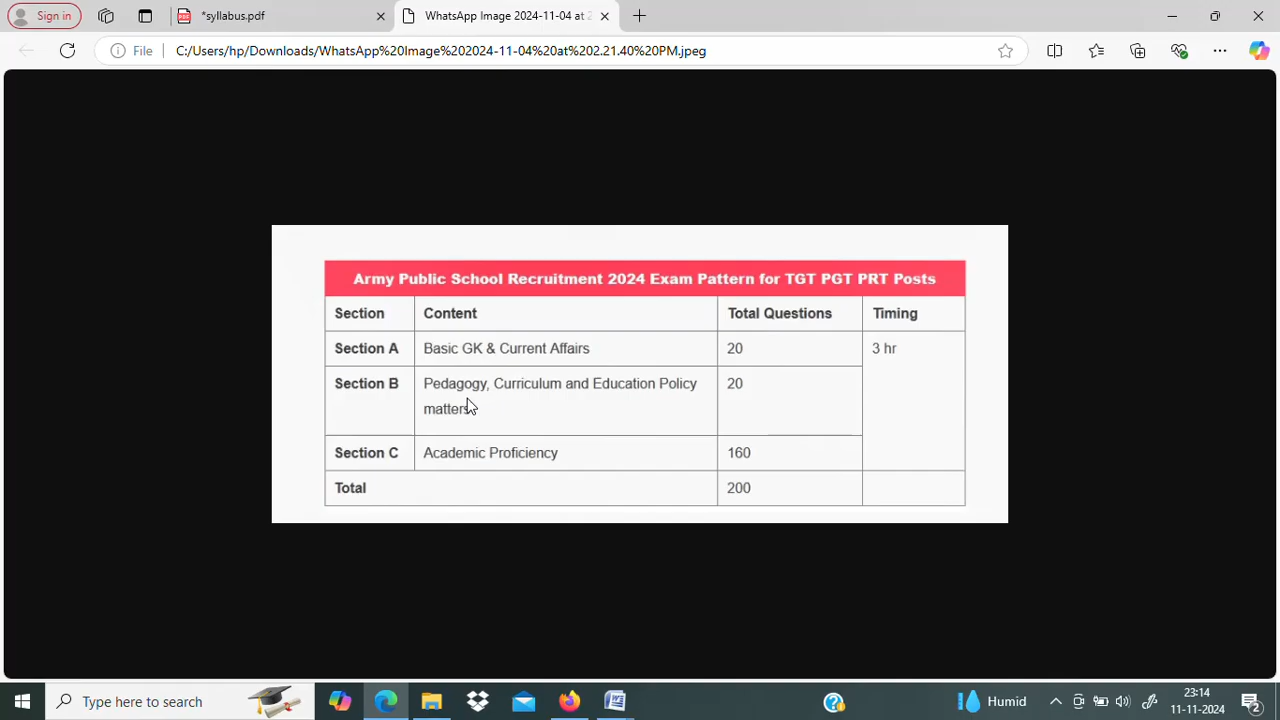 Sign in
*syllabus.pdf
WhatsApp Image 2024-11-04 at 2
File
C:/Users/hp/Downloads/WhatsApp%20Image%202024-11-04%20at%202.21.40%20PM.jpeg
Army Public School Recruitment 2024 Exam Pattern for TGT PGT PRT Posts
Section Content Total Questions Timing
Section A Basic GK & Current Affairs 20 3 hr
Section B Pedagogy, Curriculum and Education Policy 20
matters
Section C Academic Proficiency 160
Total 200
Type here to search
Humid
23:14
11-11-2024
2